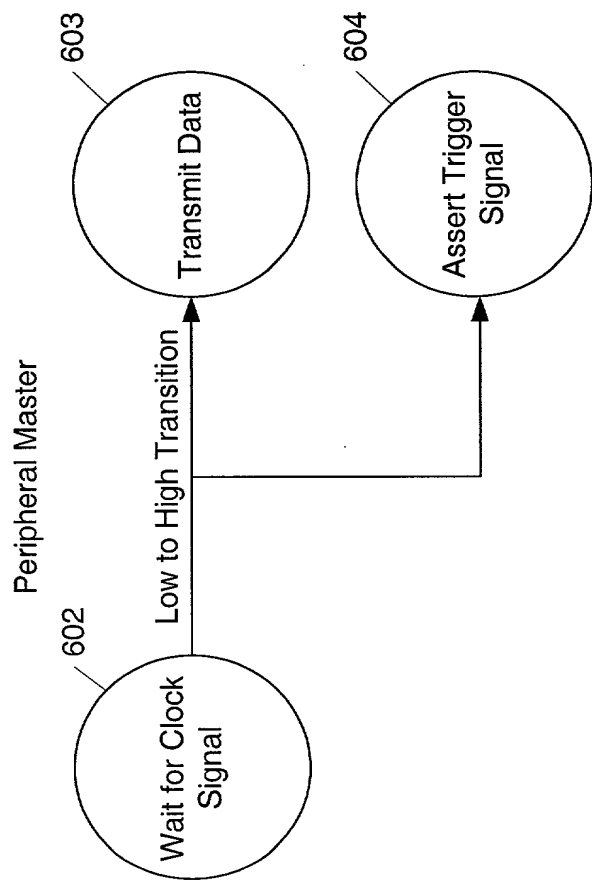 Peripheral Master
602
Wait for Clock
Signal
Low to High Transition
603
Transmit Data
604
Assert Trigger
Signal